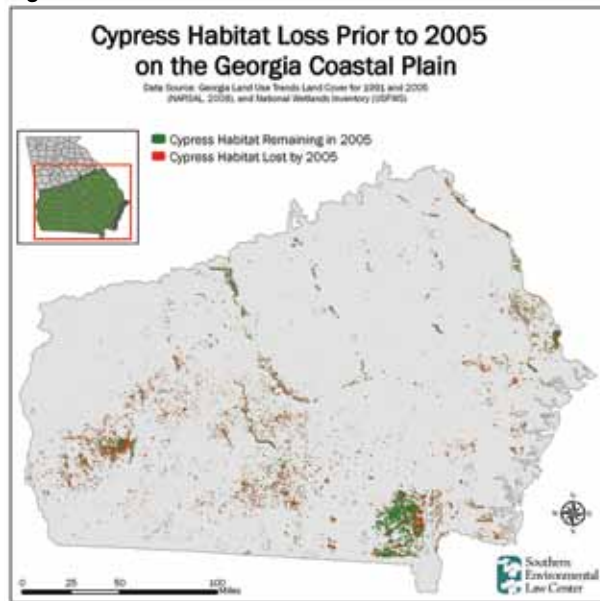 Cypress Habitat Loss Prior to 2005
on the Georgia Coastal Plain
Data Source: Georgia Land Use Trends Land Cover for 1991 and 2005
(NARSAL, 2009), and National Wetlands Inventory (USFWS)
Cypress Habitat Remaining in 2005
Cypress Habitat Lost by 2005
0 25 50 100
Miles
Southern
Environmental
Law Center